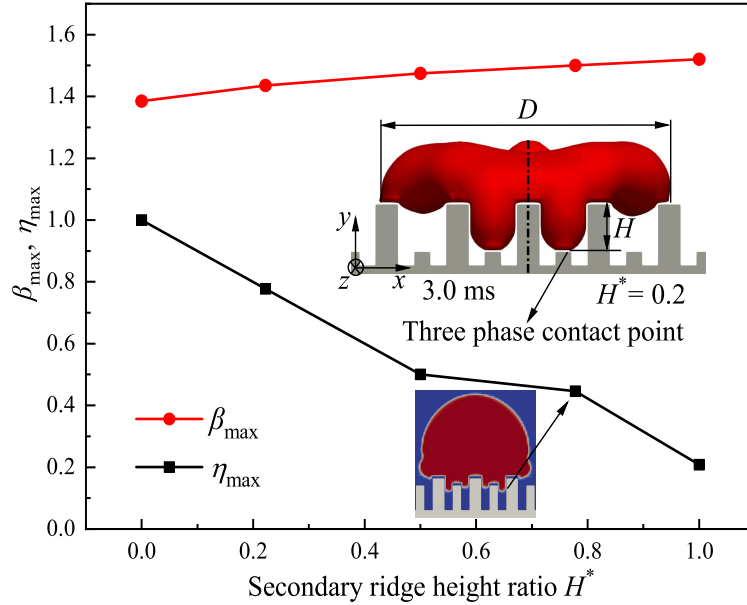 β_max, η_max
1.6
1.4
1.2
1.0
0.8
0.6
0.4
0.2
0.0
D
H
y
z
x
3.0 ms
H* = 0.2
Three phase contact point
β_max
η_max
0.0 0.2 0.4 0.6 0.8 1.0
Secondary ridge height ratio H*